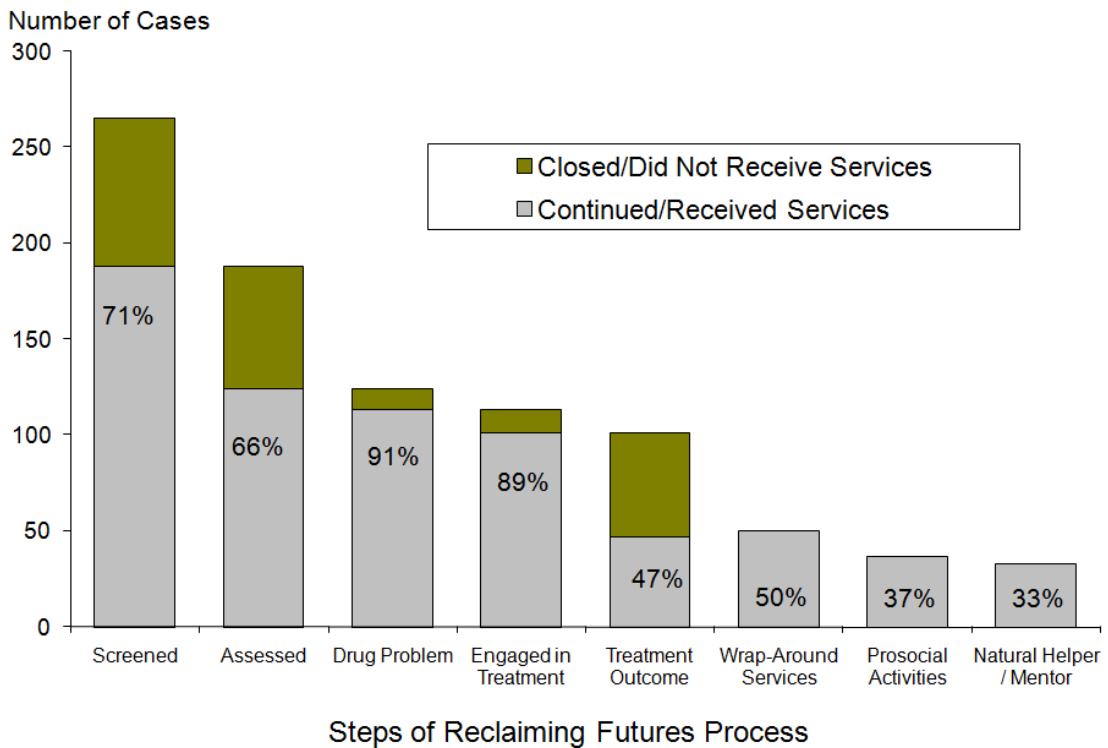 Number of Cases
300
250
200
150
100
50
0
Closed/Did Not Receive Services
Continued/Received Services
71%
66%
91%
89%
47%
50%
37%
33%
Screened
Assessed
Drug Problem
Engaged in
Treatment
Treatment
Outcome
Wrap-Around
Services
Prosocial
Activities
Natural Helper
/ Mentor
Steps of Reclaiming Futures Process